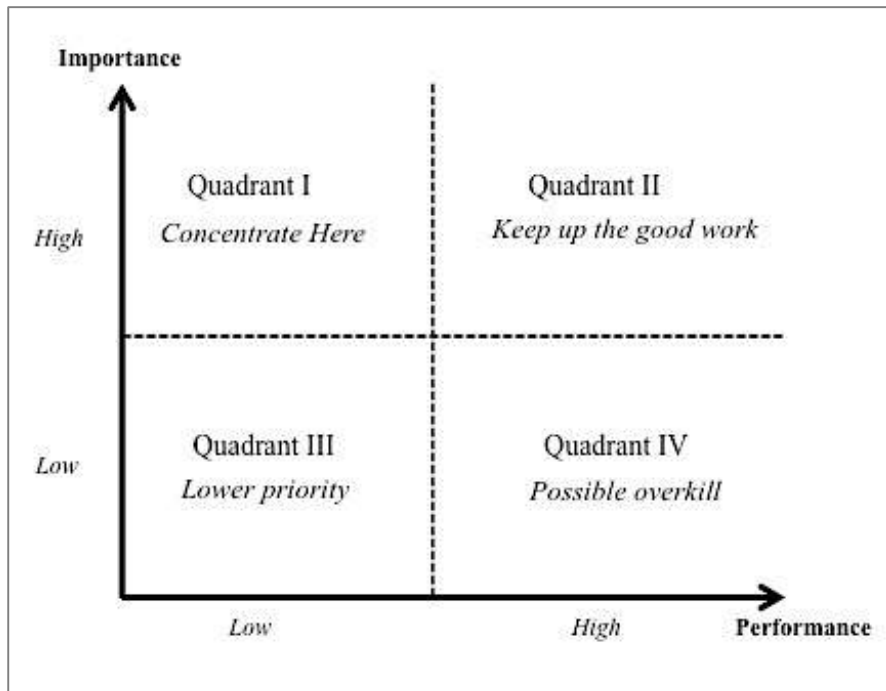 Importance
Quadrant I
Quadrant II
High
Concentrate Here
Keep up the good work
Quadrant III
Quadrant IV
Low
Lower priority
Possible overkill
Low
High
Performance